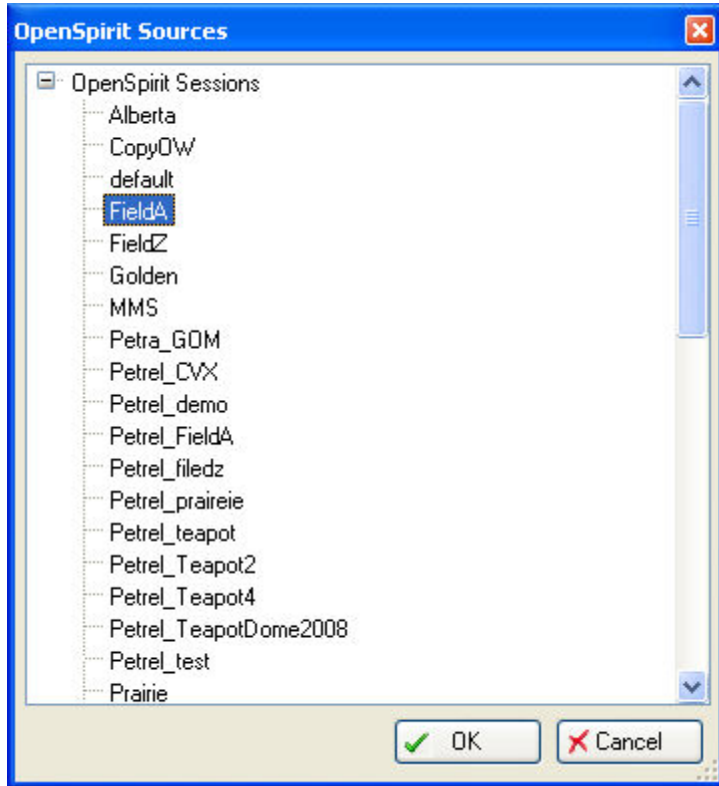 OpenSpirit Sources
OpenSpirit Sessions
Alberta
CopyOW
default
FieldA
FieldZ
Golden
MMS
Petra_GOM
Petrel_CVX
Petrel_demo
Petrel_FieldA
Petrel_filedz
Petrel_praireie
Petrel_teapot
Petrel_Teapot2
Petrel_Teapot4
Petrel_TeapotDome2008
Petrel_test
Prairie
OK Cancel